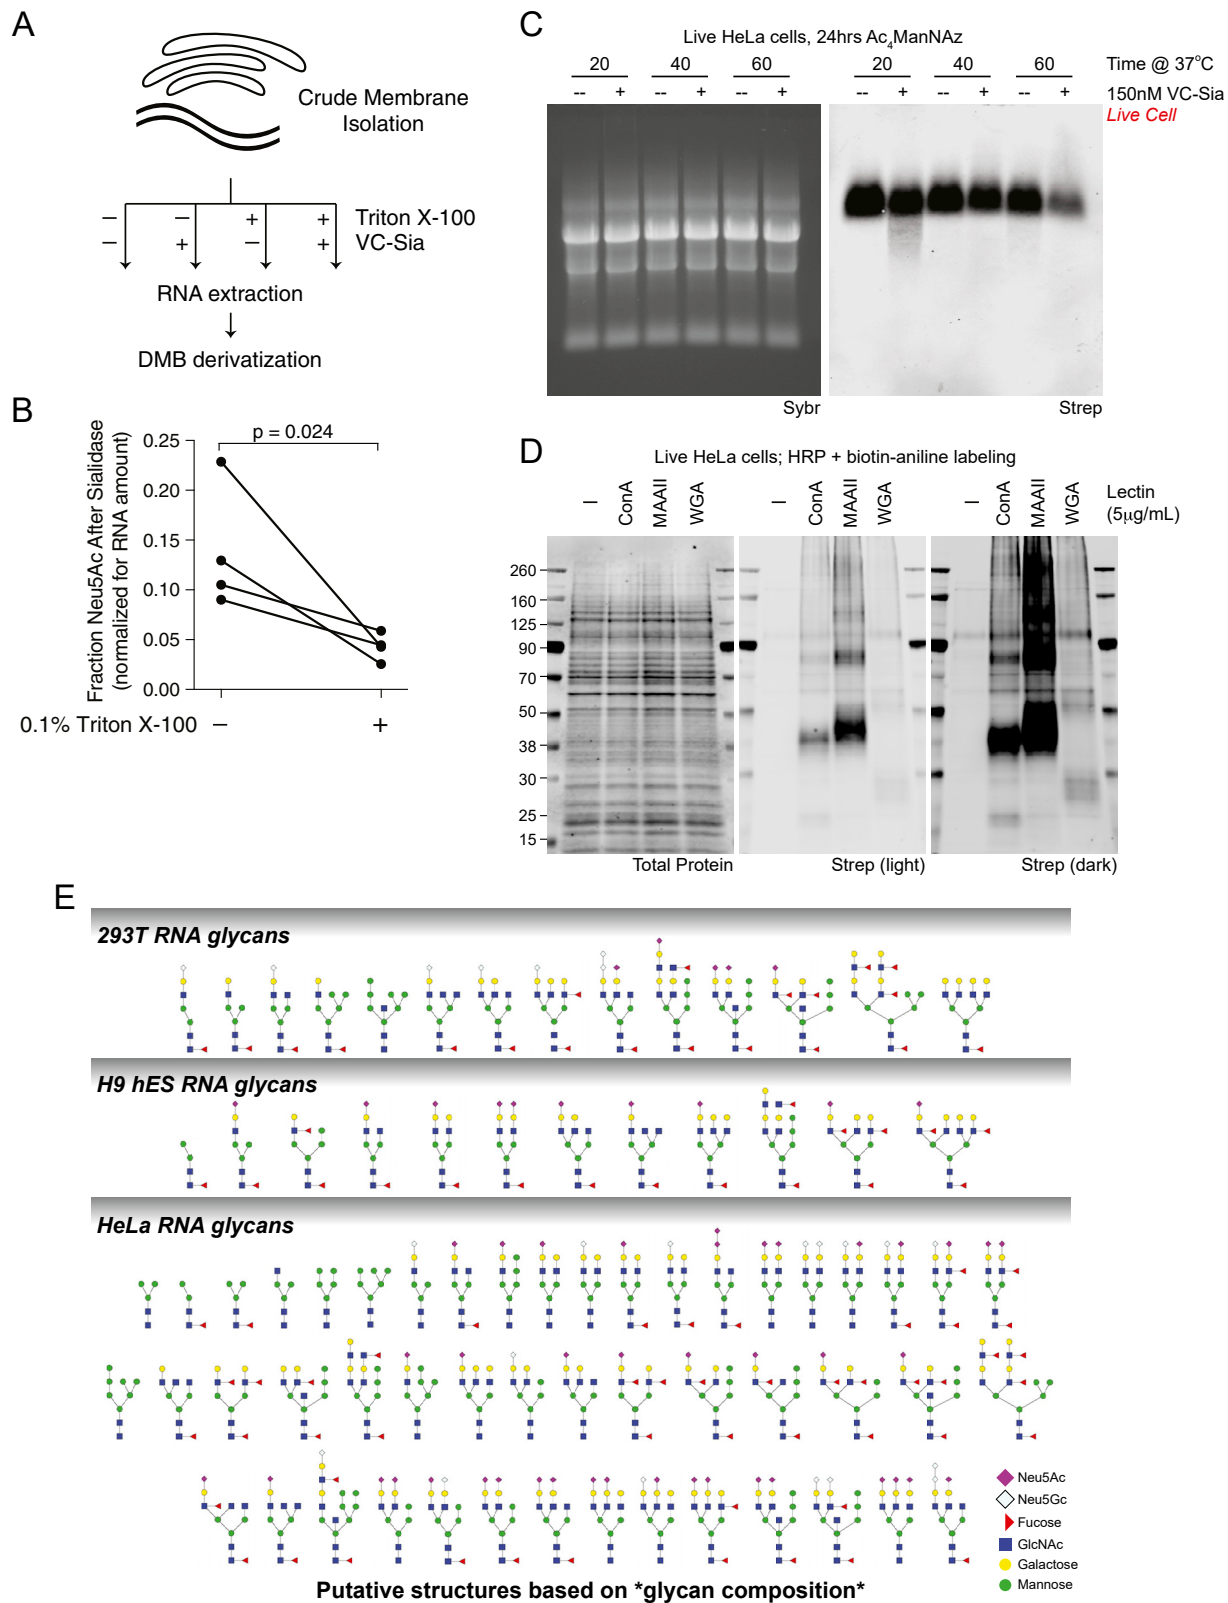 A
Crude Membrane
Isolation
– – + + Triton X-100
– + – + VC-Sia
RNA extraction
DMB derivatization
B
Fraction Neu5Ac After Sialidase
(normalized for RNA amount)
p = 0.024
0.25
0.20
0.15
0.10
0.05
0.00
0.1% Triton X-100 – +
C
Live HeLa cells, 24hrs Ac4ManNAz
20 40 60 20 40 60 Time @ 37°C
-- + -- + -- + -- + -- + -- + 150nM VC-Sia
Live Cell
Sybr
Strep
D
Live HeLa cells; HRP + biotin-aniline labeling
– ConA MAAII WGA – ConA MAAII WGA – ConA MAAII WGA Lectin
(5µg/mL)
260
160
125
90
70
50
38
30
25
15
Total Protein
Strep (light)
Strep (dark)
E
293T RNA glycans
H9 hES RNA glycans
HeLa RNA glycans
Neu5Ac
Neu5Gc
Fucose
GlcNAc
Galactose
Mannose
Putative structures based on *glycan composition*